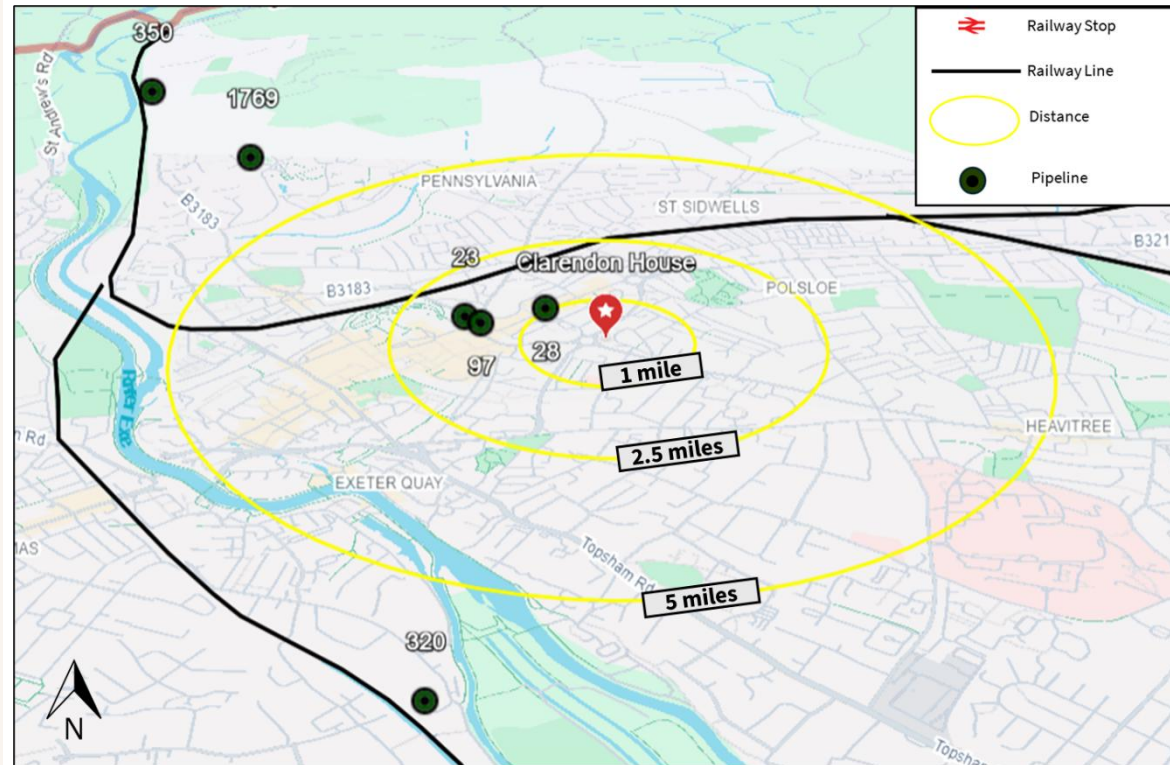 350
St Andrew's Rd
1769
B3183
PENNSYLVANIA
ST SIDWELLS
Railway Stop
Railway Line
Distance
Pipeline
B321
23
Clarendon House
B3183
POLSLOE
97
28
1 mile
River Exe
n Rd
HEAVITREE
2.5 miles
EXETER QUAY
MAS
Topsham Rd
5 miles
320
N
Topsham